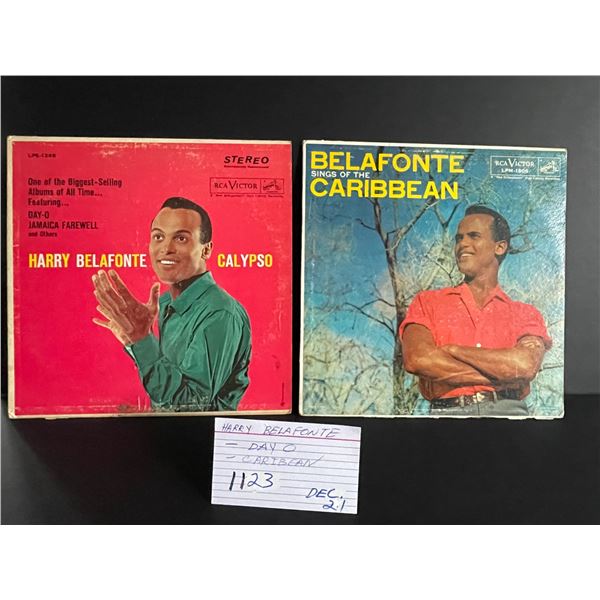 LPS-1248
STEREO
One of the Biggest-Selling
Albums of All Time...
Featuring...
DAY-O
JAMAICA FAREWELL
and Others
RCA VICTOR
HARRY BELAFONTE CALYPSO
BELAFONTE
SINGS OF THE
CARIBBEAN
RCA VICTOR
LPM-1505
HARRY BELAFONTE
- DAY O
- CARIBEAN
1123
DEC.
21